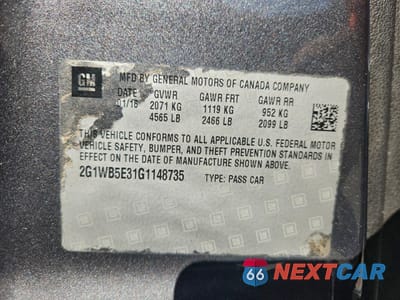 GM
MFD BY GENERAL MOTORS OF CANADA COMPANY
DATE GVWR GAWR FRT GAWR RR
01/16 2071 KG 1119 KG 952 KG
4565 LB 2466 LB 2099 LB
THIS VEHICLE CONFORMS TO ALL APPLICABLE U.S. FEDERAL MOTOR
VEHICLE SAFETY, BUMPER, AND THEFT PREVENTION STANDARDS IN
EFFECT ON THE DATE OF MANUFACTURE SHOWN ABOVE.
2G1WB5E31G1148735 TYPE: PASS CAR
66 NEXTCAR